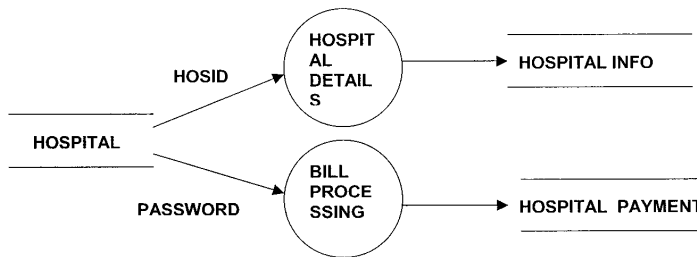 HOSPIT
AL
DETAIL
S
HOSID
HOSPITAL INFO
HOSPITAL
BILL
PROCE
SSING
PASSWORD
HOSPITAL PAYMENT